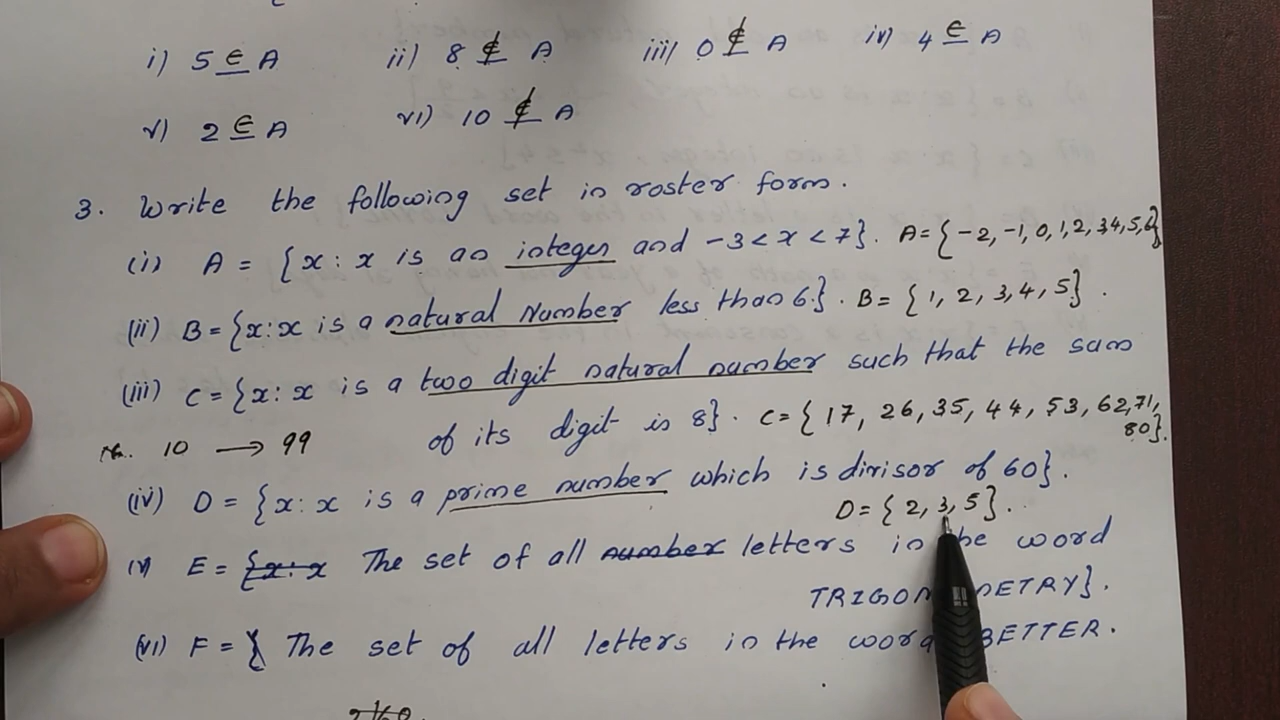 i) 5 ∈ A ii) 8 ∉ A iii) 0 ∉ A iv) 4 ∈ A
v) 2 ∈ A vi) 10 ∉ A
3. Write the following set in roster form.
(i) A = {x : x is an integer and -3 < x < 7}. A = {-2, -1, 0, 1, 2, 3 4, 5, 6}
(ii) B = {x : x is a natural Number less than 6}. B = {1, 2, 3, 4, 5}.
(iii) C = {x : x is a two digit natural number such that the sum
of its digit is 8}. C = {17, 26, 35, 44, 53, 62, 71,
80}.
10 → 99
(iv) D = {x : x is a prime number which is divisor of 60}.
D = {2, 3, 5}.
(v) E = {x : x The set of all number letters in the word
TRIGON ETRY}.
(vi) F = { The set of all letters in the word BETTER.
2 60